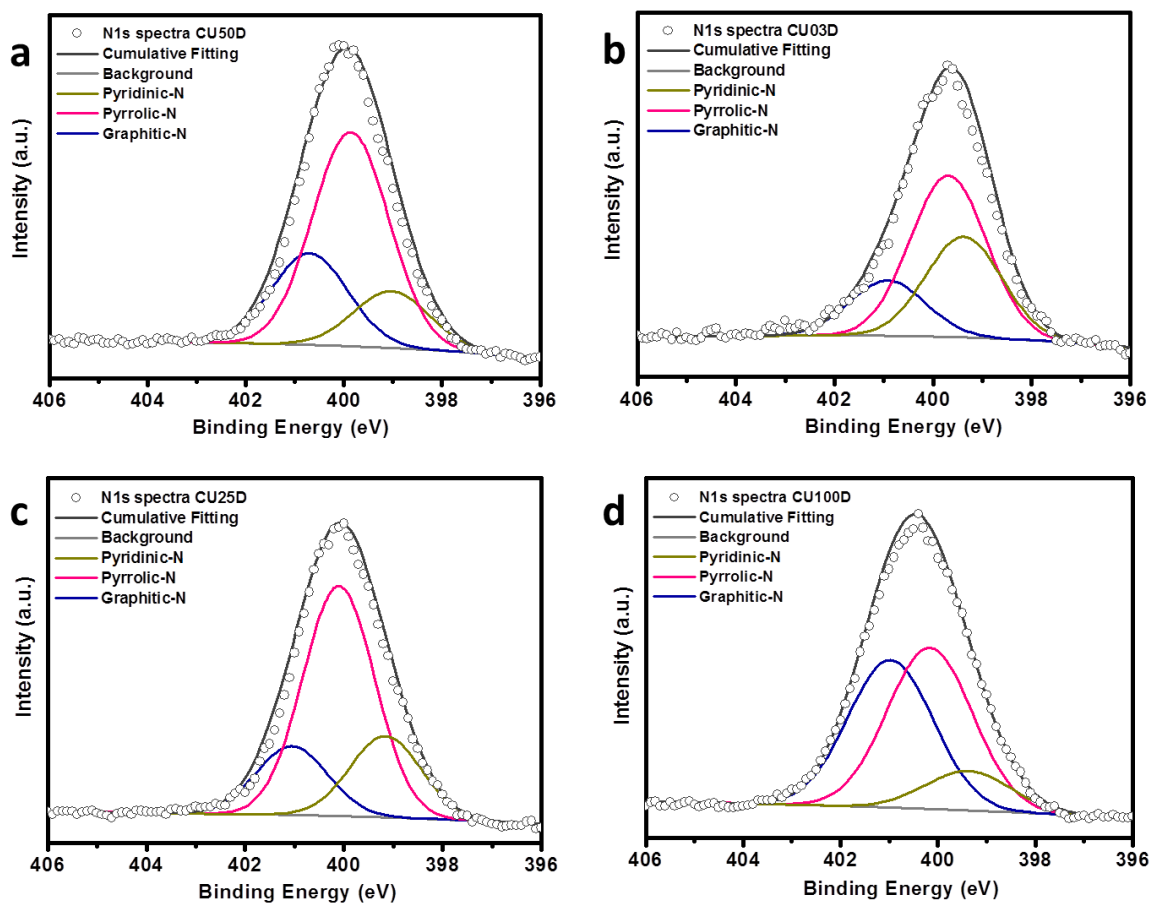 a
N1s spectra CU50D
Cumulative Fitting
Background
Pyridinic-N
Pyrrolic-N
Graphitic-N
Intensity (a.u.)
406 404 402 400 398 396
Binding Energy (eV)
b
N1s spectra CU03D
Cumulative Fitting
Background
Pyridinic-N
Pyrrolic-N
Graphitic-N
Intensity (a.u.)
406 404 402 400 398 396
Binding Energy (eV)
c
N1s spectra CU25D
Cumulative Fitting
Background
Pyridinic-N
Pyrrolic-N
Graphitic-N
Intensity (a.u.)
406 404 402 400 398 396
Binding Energy (eV)
d
N1s spectra CU100D
Cumulative Fitting
Background
Pyridinic-N
Pyrrolic-N
Graphitic-N
Intensity (a.u.)
406 404 402 400 398 396
Binding Energy (eV)